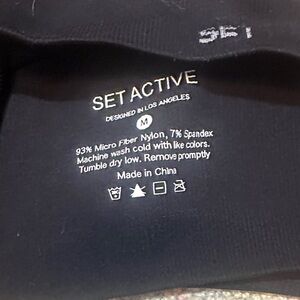 SET
SET ACTIVE
DESIGNED IN LOS ANGELES
M
93% Micro Fiber Nylon, 7% Spandex
Machine wash cold with like colors.
Tumble dry low. Remove promptly
Made in China